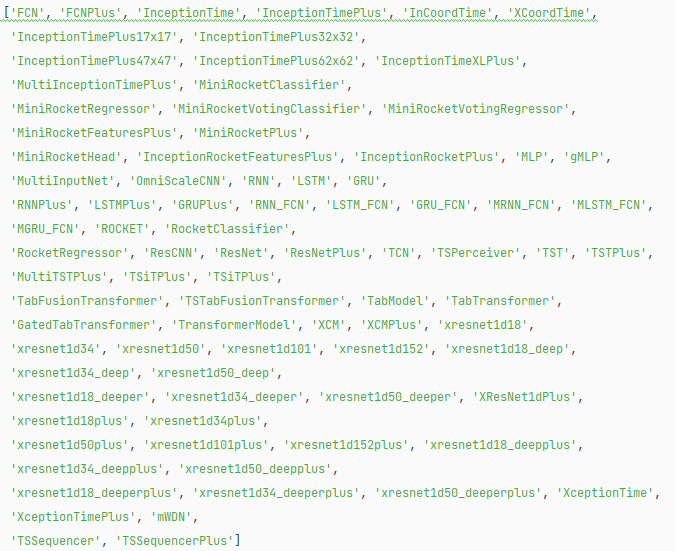 ['FCN', 'FCNPlus', 'InceptionTime', 'InceptionTimePlus', 'InCoordTime', 'XCoordTime',
'InceptionTimePlus17x17', 'InceptionTimePlus32x32',
'InceptionTimePlus47x47', 'InceptionTimePlus62x62', 'InceptionTimeXLPlus',
'MultiInceptionTimePlus', 'MiniRocketClassifier',
'MiniRocketRegressor', 'MiniRocketVotingClassifier', 'MiniRocketVotingRegressor',
'MiniRocketFeaturesPlus', 'MiniRocketPlus',
'MiniRocketHead', 'InceptionRocketFeaturesPlus', 'InceptionRocketPlus', 'MLP', 'gMLP',
'MultiInputNet', 'OmniScaleCNN', 'RNN', 'LSTM', 'GRU',
'RNNPlus', 'LSTMPlus', 'GRUPlus', 'RNN_FCN', 'LSTM_FCN', 'GRU_FCN', 'MRNN_FCN', 'MLSTM_FCN',
'MGRU_FCN', 'ROCKET', 'RocketClassifier',
'RocketRegressor', 'ResCNN', 'ResNet', 'ResNetPlus', 'TCN', 'TSPerceiver', 'TST', 'TSTPlus',
'MultiTSTPlus', 'TSiTPlus', 'TSiTPlus',
'TabFusionTransformer', 'TSTabFusionTransformer', 'TabModel', 'TabTransformer',
'GatedTabTransformer', 'TransformerModel', 'XCM', 'XCMPlus', 'xresnet1d18',
'xresnet1d34', 'xresnet1d50', 'xresnet1d101', 'xresnet1d152', 'xresnet1d18_deep',
'xresnet1d34_deep', 'xresnet1d50_deep',
'xresnet1d18_deeper', 'xresnet1d34_deeper', 'xresnet1d50_deeper', 'XResNet1dPlus',
'xresnet1d18plus', 'xresnet1d34plus',
'xresnet1d50plus', 'xresnet1d101plus', 'xresnet1d152plus', 'xresnet1d18_deepplus',
'xresnet1d34_deepplus', 'xresnet1d50_deepplus',
'xresnet1d18_deeperplus', 'xresnet1d34_deeperplus', 'xresnet1d50_deeperplus', 'XceptionTime',
'XceptionTimePlus', 'mWDN',
'TSSequencer', 'TSSequencerPlus']